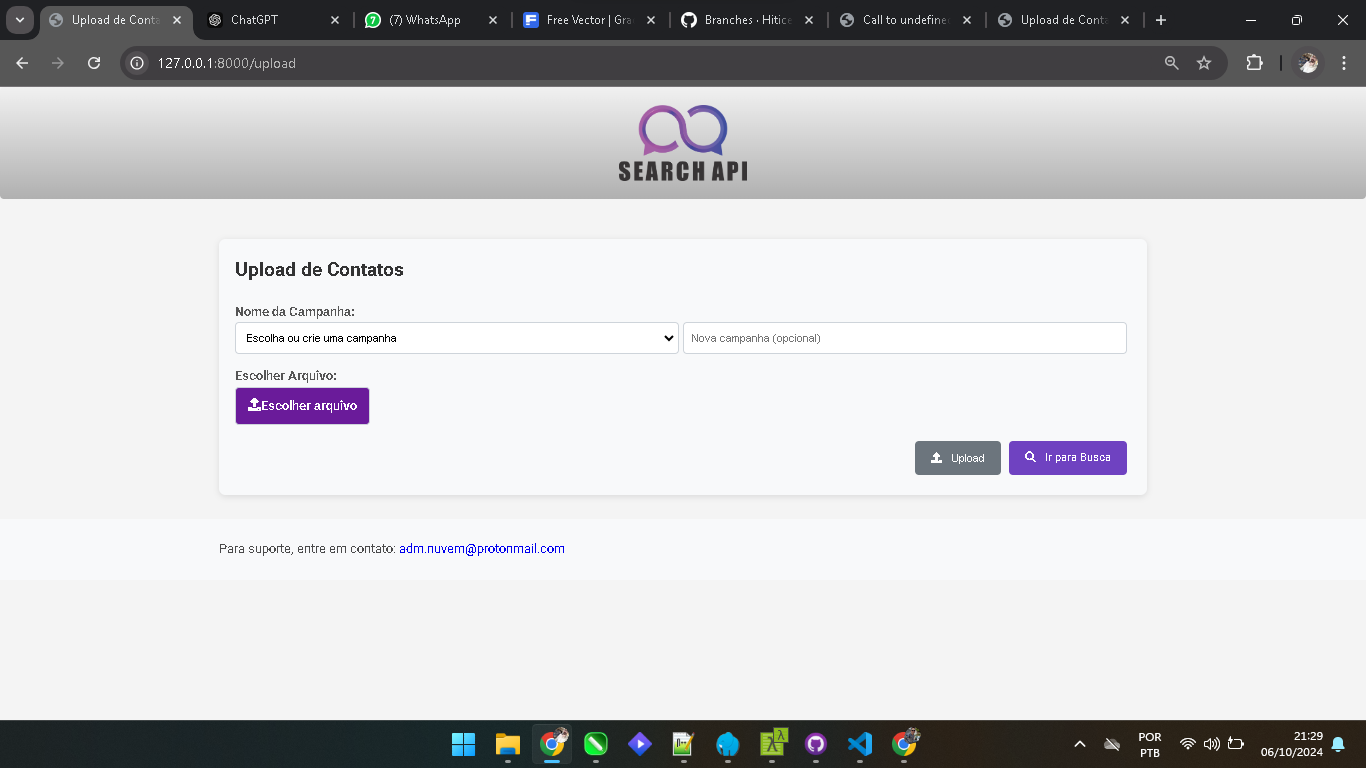 Upload de Conta
ChatGPT
(7) WhatsApp
Free Vector | Gra
Branches · Hitice
Call to undefine
Upload de Conta
127.0.0.1:8000/upload
SEARCH API
Upload de Contatos
Nome da Campanha:
Escolha ou crie uma campanha
Nova campanha (opcional)
Escolher Arquivo:
Escolher arquivo
Upload
Ir para Busca
Para suporte, entre em contato: adm.nuvem@protonmail.com
POR
PTB
21:29
06/10/2024